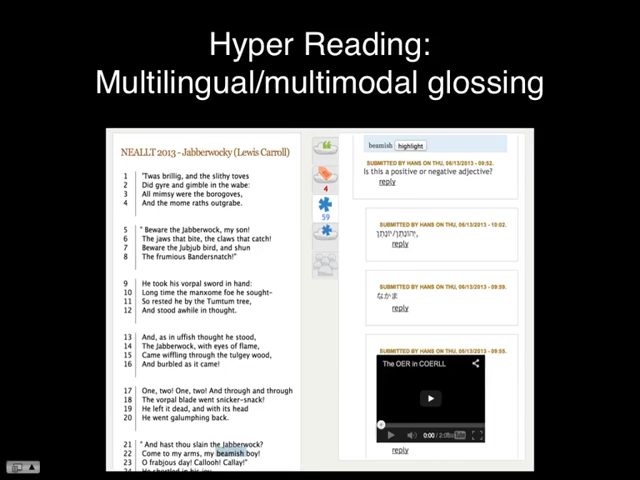 Hyper Reading:
Multilingual/multimodal glossing
NEALLT 2013 - Jabberwocky (Lewis Carroll)
1 'Twas brillig, and the slithy toves
2 Did gyre and gimble in the wabe:
3 All mimsy were the borogoves,
4 And the mome raths outgrabe.
5 " Beware the Jabberwock, my son!
6 The jaws that bite, the claws that catch!
7 Beware the Jubjub bird, and shun
8 The frumious Bandersnatch!"
9 He took his vorpal sword in hand:
10 Long time the manxome foe he sought-
11 So rested he by the Tumtum tree,
12 And stood awhile in thought.
13 And, as in uffish thought he stood,
14 The Jabberwock, with eyes of flame,
15 Came wiffling through the tulgey wood,
16 And burbled as it came!
17 One, two! One, two! And through and through
18 The vorpal blade went snicker-snack!
19 He left it dead, and with its head
20 He went galumphing back.
21 " And hast thou slain the Jabberwock?
22 Come to my arms, my beamish boy!
23 O frabjous day! Callooh! Callay!"
24 He chortled in his joy.
4
59
beamish highlight
SUBMITTED BY HANS ON THU, 06/13/2013 - 09:52.
Is this a positive or negative adjective?
reply
SUBMITTED BY HANS ON THU, 06/13/2013 - 10:02.
יְהוֹנָתָן/יוֹנָתָן,
reply
SUBMITTED BY HANS ON THU, 06/13/2013 - 09:59.
なかま
reply
SUBMITTED BY HANS ON THU, 06/13/2013 - 09:55.
The OER in COERLL
0:00 / 2:0
reply